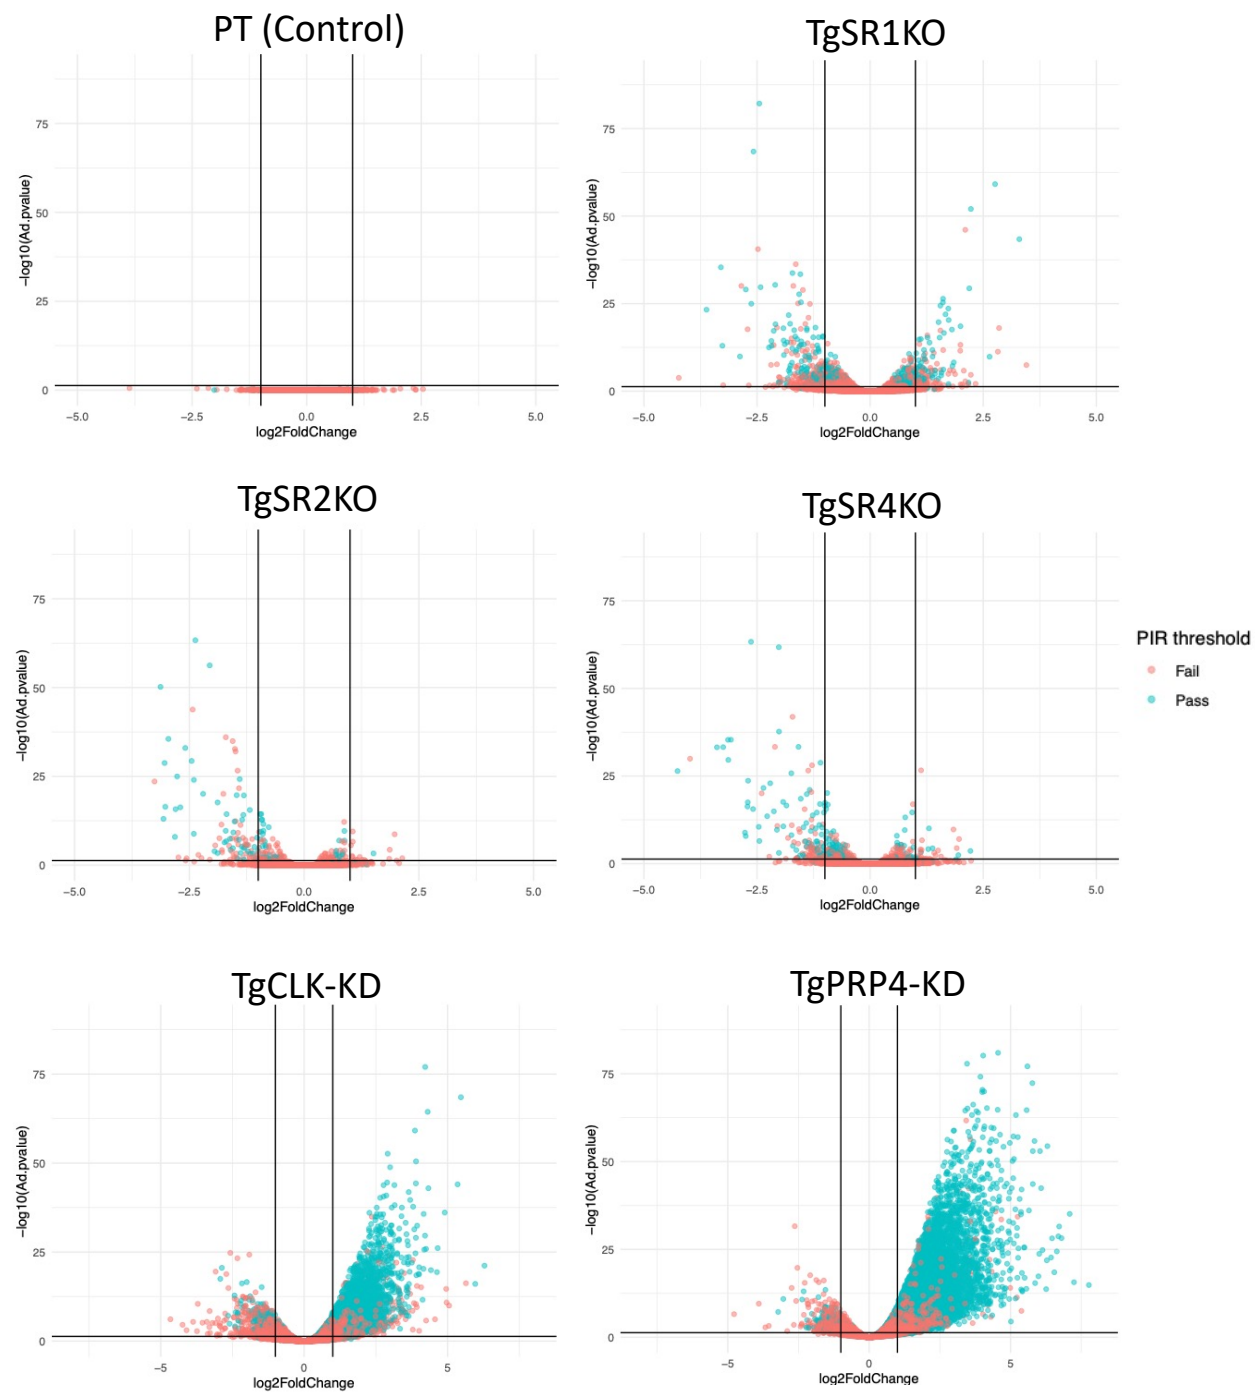 PT (Control)
75
50
25
0
−log10(Ad.pvalue)
−5.0 −2.5 0.0 2.5 5.0
log2FoldChange
TgSR1KO
75
50
25
0
−log10(Ad.pvalue)
−5.0 −2.5 0.0 2.5 5.0
log2FoldChange
TgSR2KO
75
50
25
0
−log10(Ad.pvalue)
−5.0 −2.5 0.0 2.5 5.0
log2FoldChange
TgSR4KO
75
50
25
0
−log10(Ad.pvalue)
−5.0 −2.5 0.0 2.5 5.0
log2FoldChange
PIR threshold
Fail
Pass
TgCLK-KD
75
50
25
0
−log10(Ad.pvalue)
−5 0 5
log2FoldChange
TgPRP4-KD
75
50
25
0
−log10(Ad.pvalue)
−5 0 5
log2FoldChange